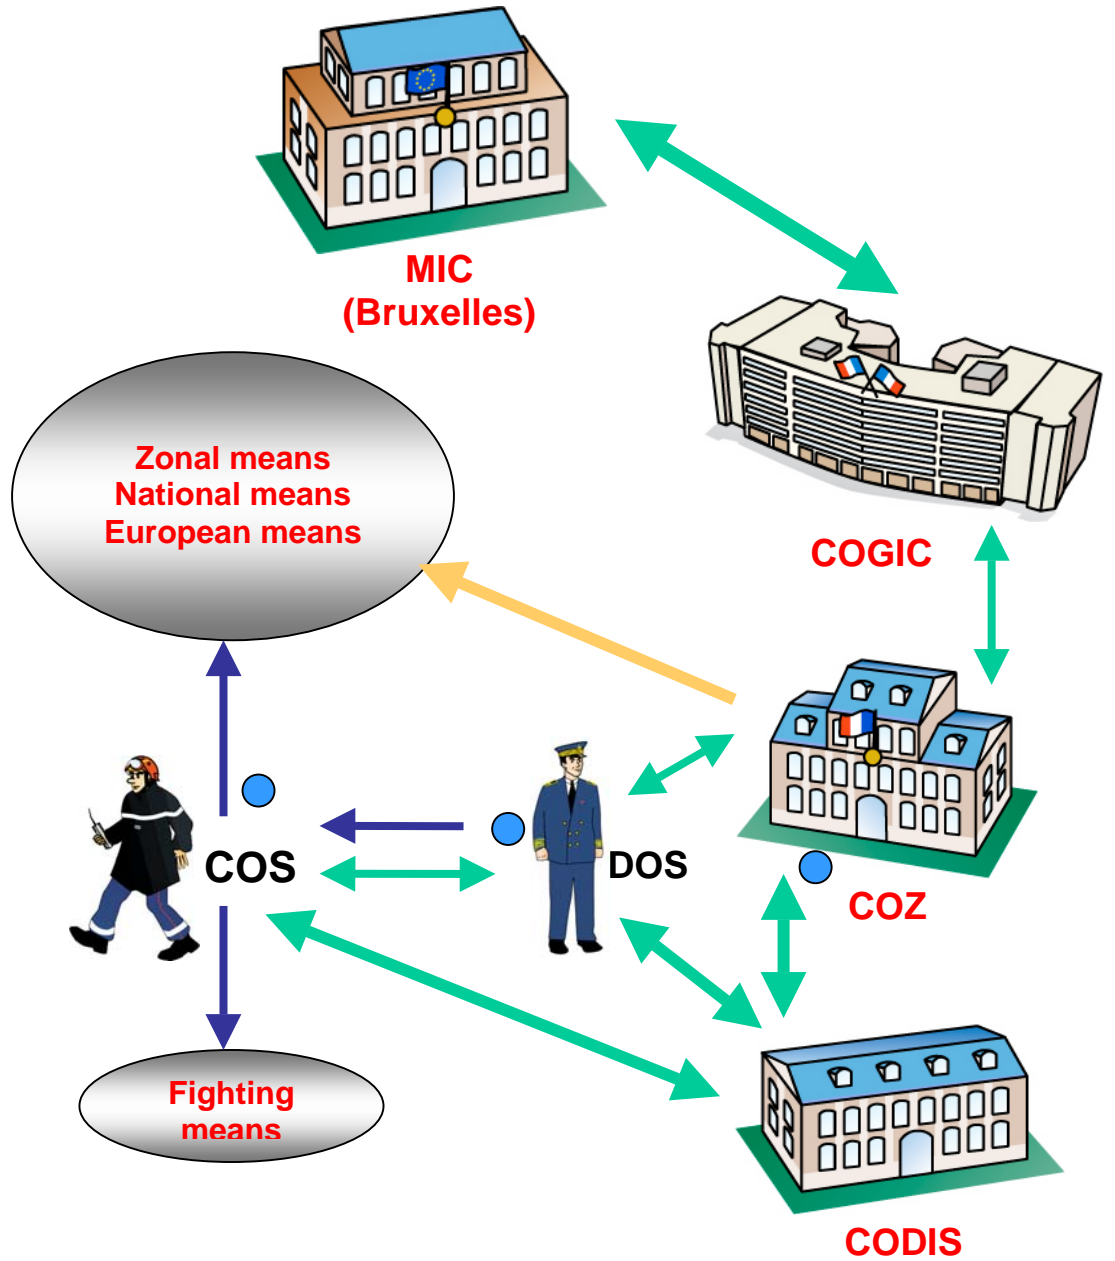 MIC
(Bruxelles)
Zonal means
National means
European means
COGIC
COS
DOS
COZ
Fighting
means
CODIS